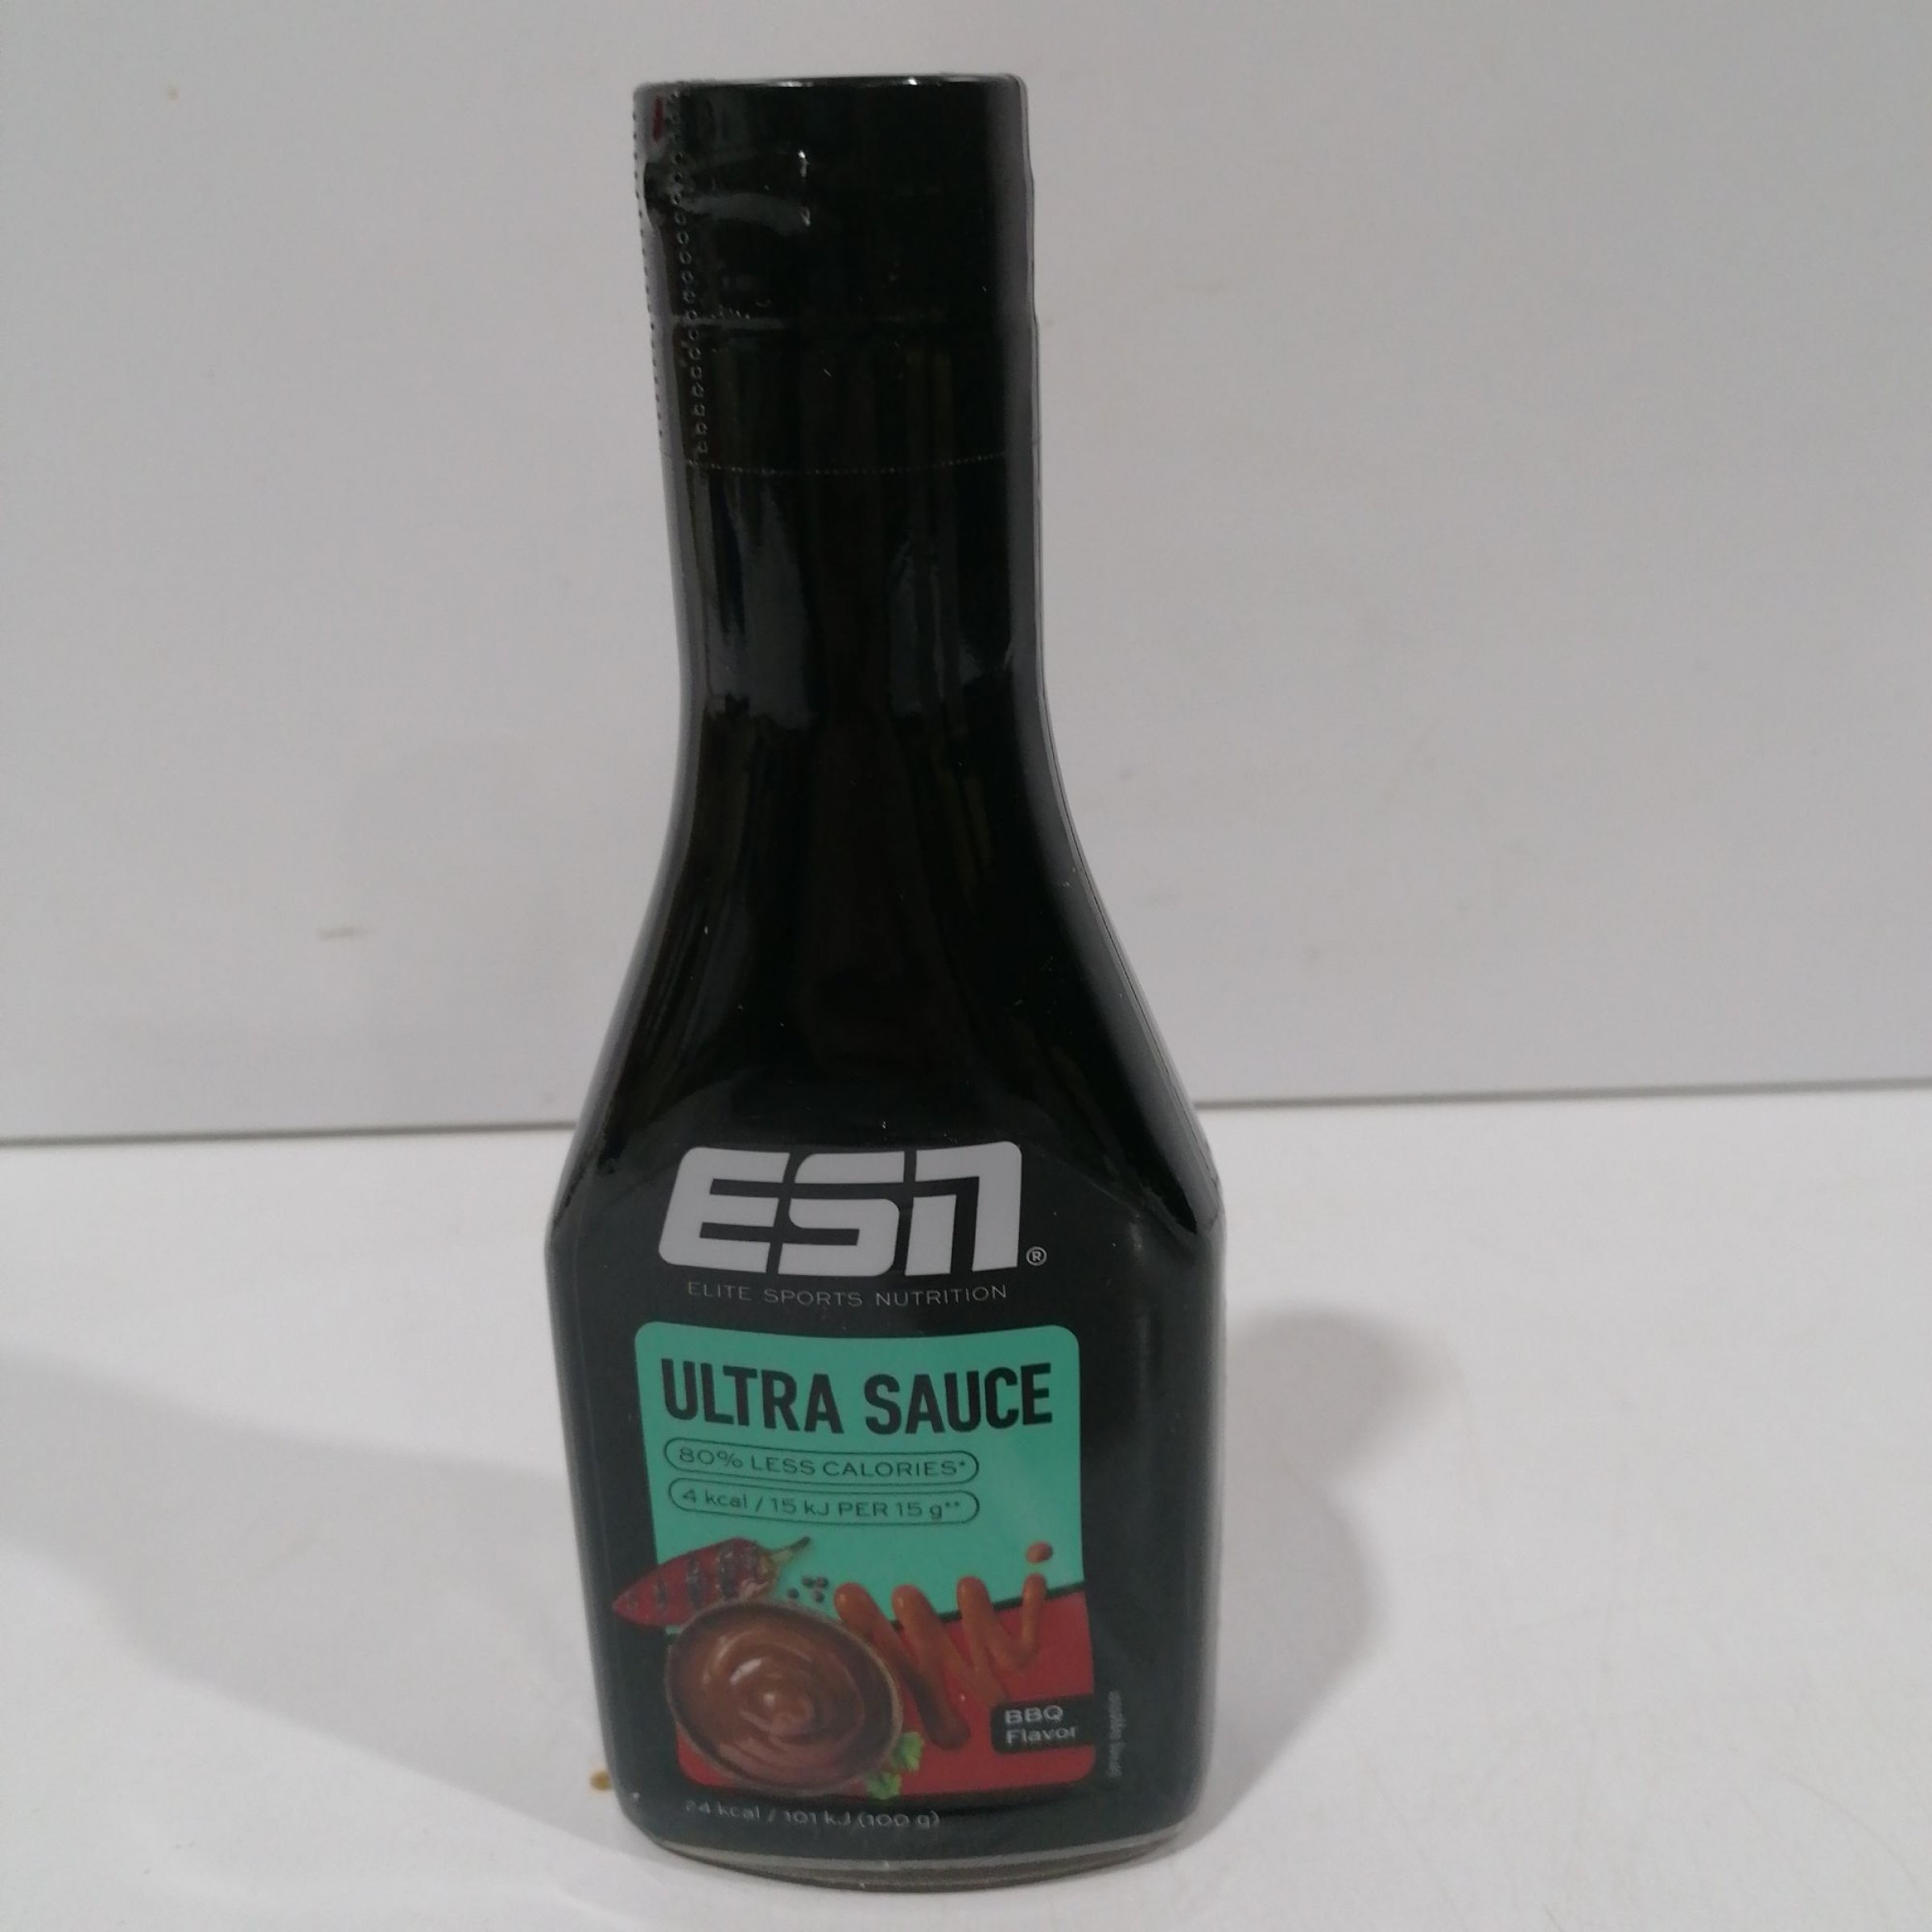 ESN®
ELITE SPORTS NUTRITION
ULTRA SAUCE
80% LESS CALORIES*
4 kcal / 15 kJ PER 15 g**
BBQ
Flavor
24 kcal / 101 kJ (100 g)